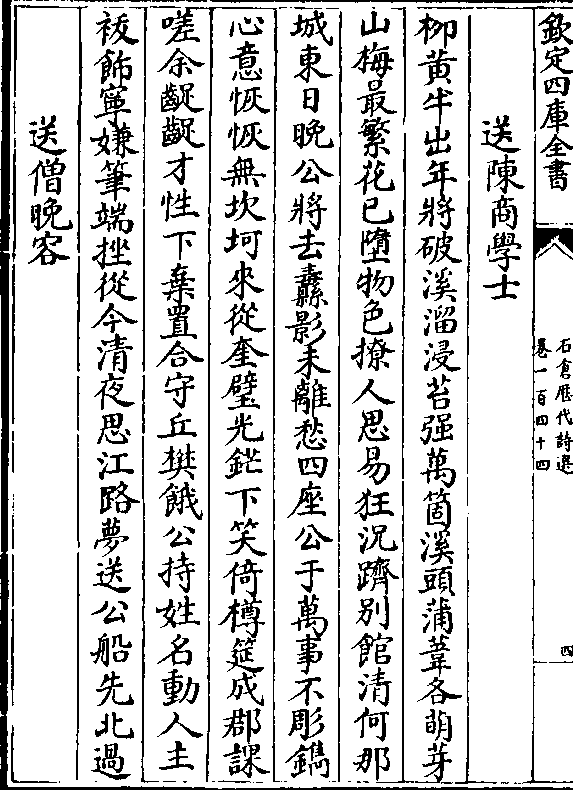 欽定四庫全書
石倉歷代詩選
卷一百四十四
四
送陳商學士
柳黃半出年將破溪溜浸苔强萬箇溪頭蒲葦各萌芽
山梅最繁花已墮物色撩人思易狂況躋別館清何那
城東日晚公將去纛影未離愁四座公于萬事不彫鐫
心意恢恢無坎坷來從奎璧光鋩下笑倚樽筵成郡課
嗟余齪齪才性下棄置合守丘樊餓公持姓名動人主
祓飾寧嫌筆端挫從今清夜思江路夢送公船先北過
送僧晚容